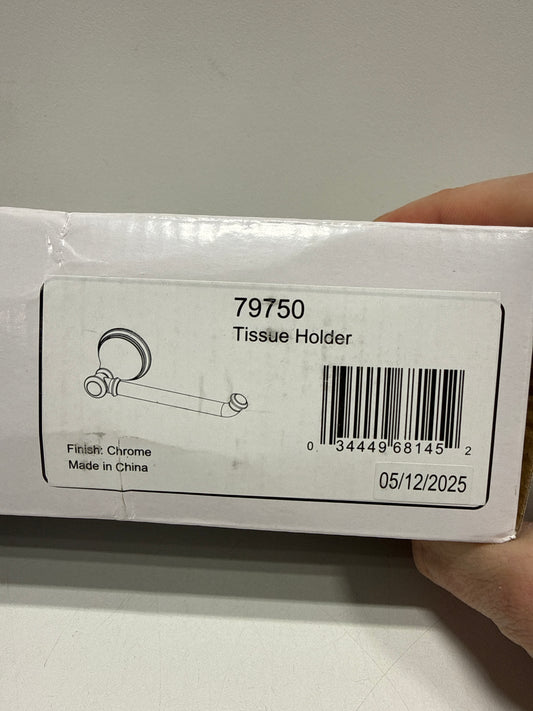 79750
Tissue Holder
0 34449 68145 2
Finish: Chrome
Made in China
05/12/2025